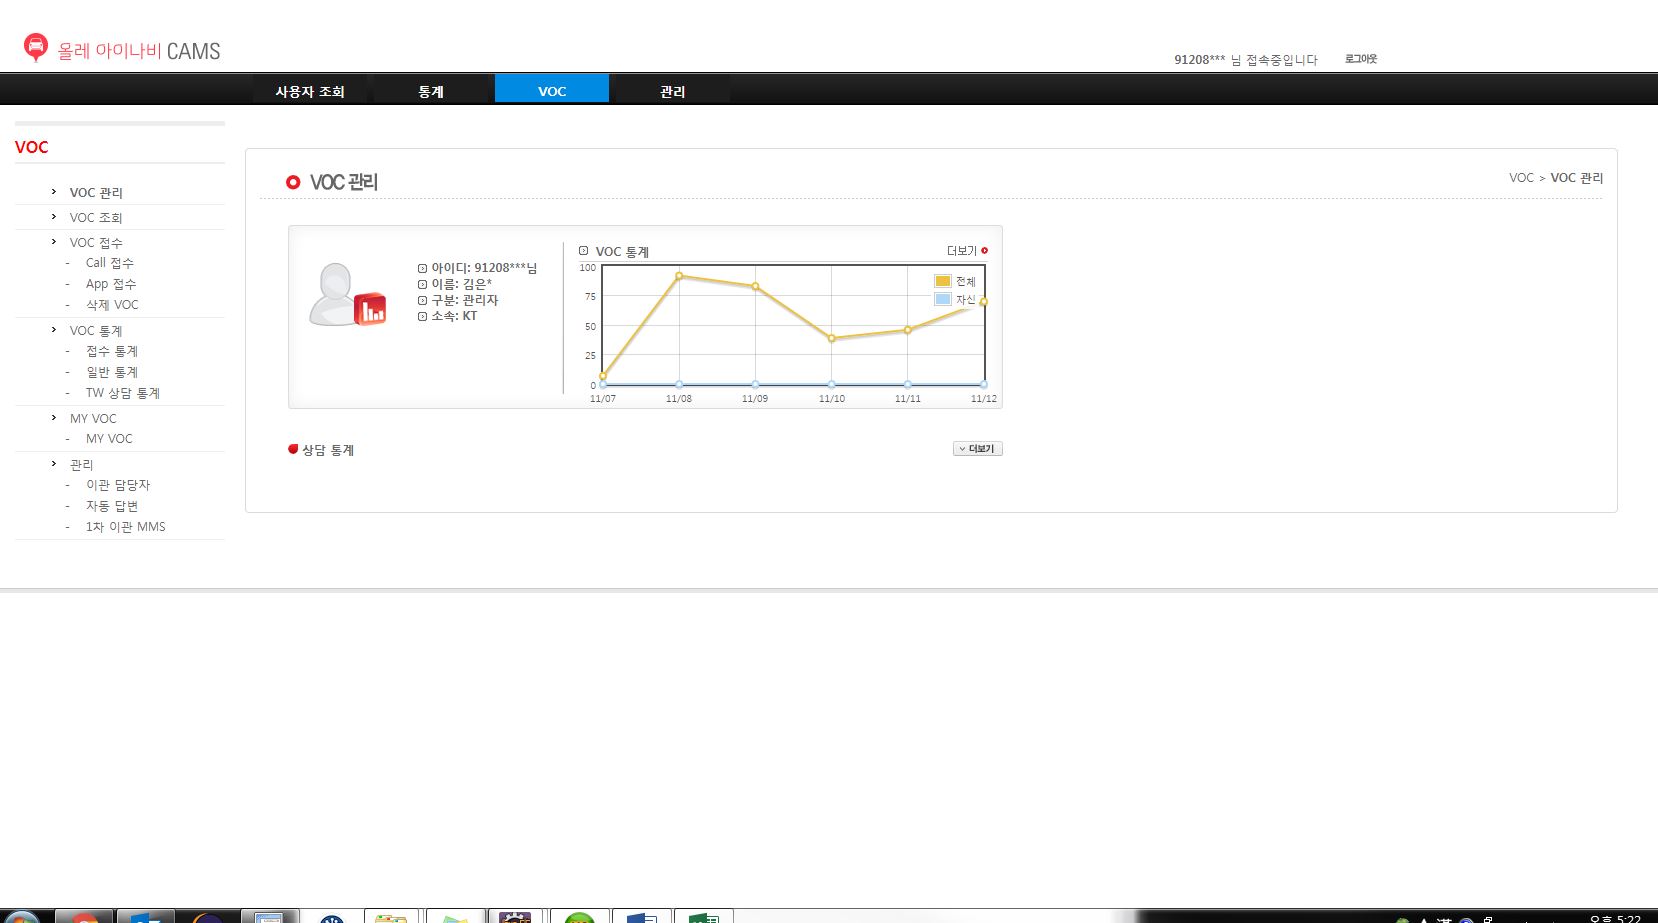 올레 아이나비 CAMS
91208*** 님 접속중입니다 로그아웃
사용자 조회 통계 VOC 관리
VOC
VOC 관리
VOC 조회
VOC 접수
- Call 접수
- App 접수
- 삭제 VOC
VOC 통계
- 접수 통계
- 일반 통계
- TW 상담 통계
MY VOC
- MY VOC
관리
- 이관 담당자
- 자동 답변
- 1차 이관 MMS
VOC 관리
VOC > VOC 관리
아이디: 91208***님
이름: 김은*
구분: 관리자
소속: KT
VOC 통계 더보기
100
75
50
25
0
전체
자신
11/07 11/08 11/09 11/10 11/11 11/12
상담 통계 더보기
오후 5:22